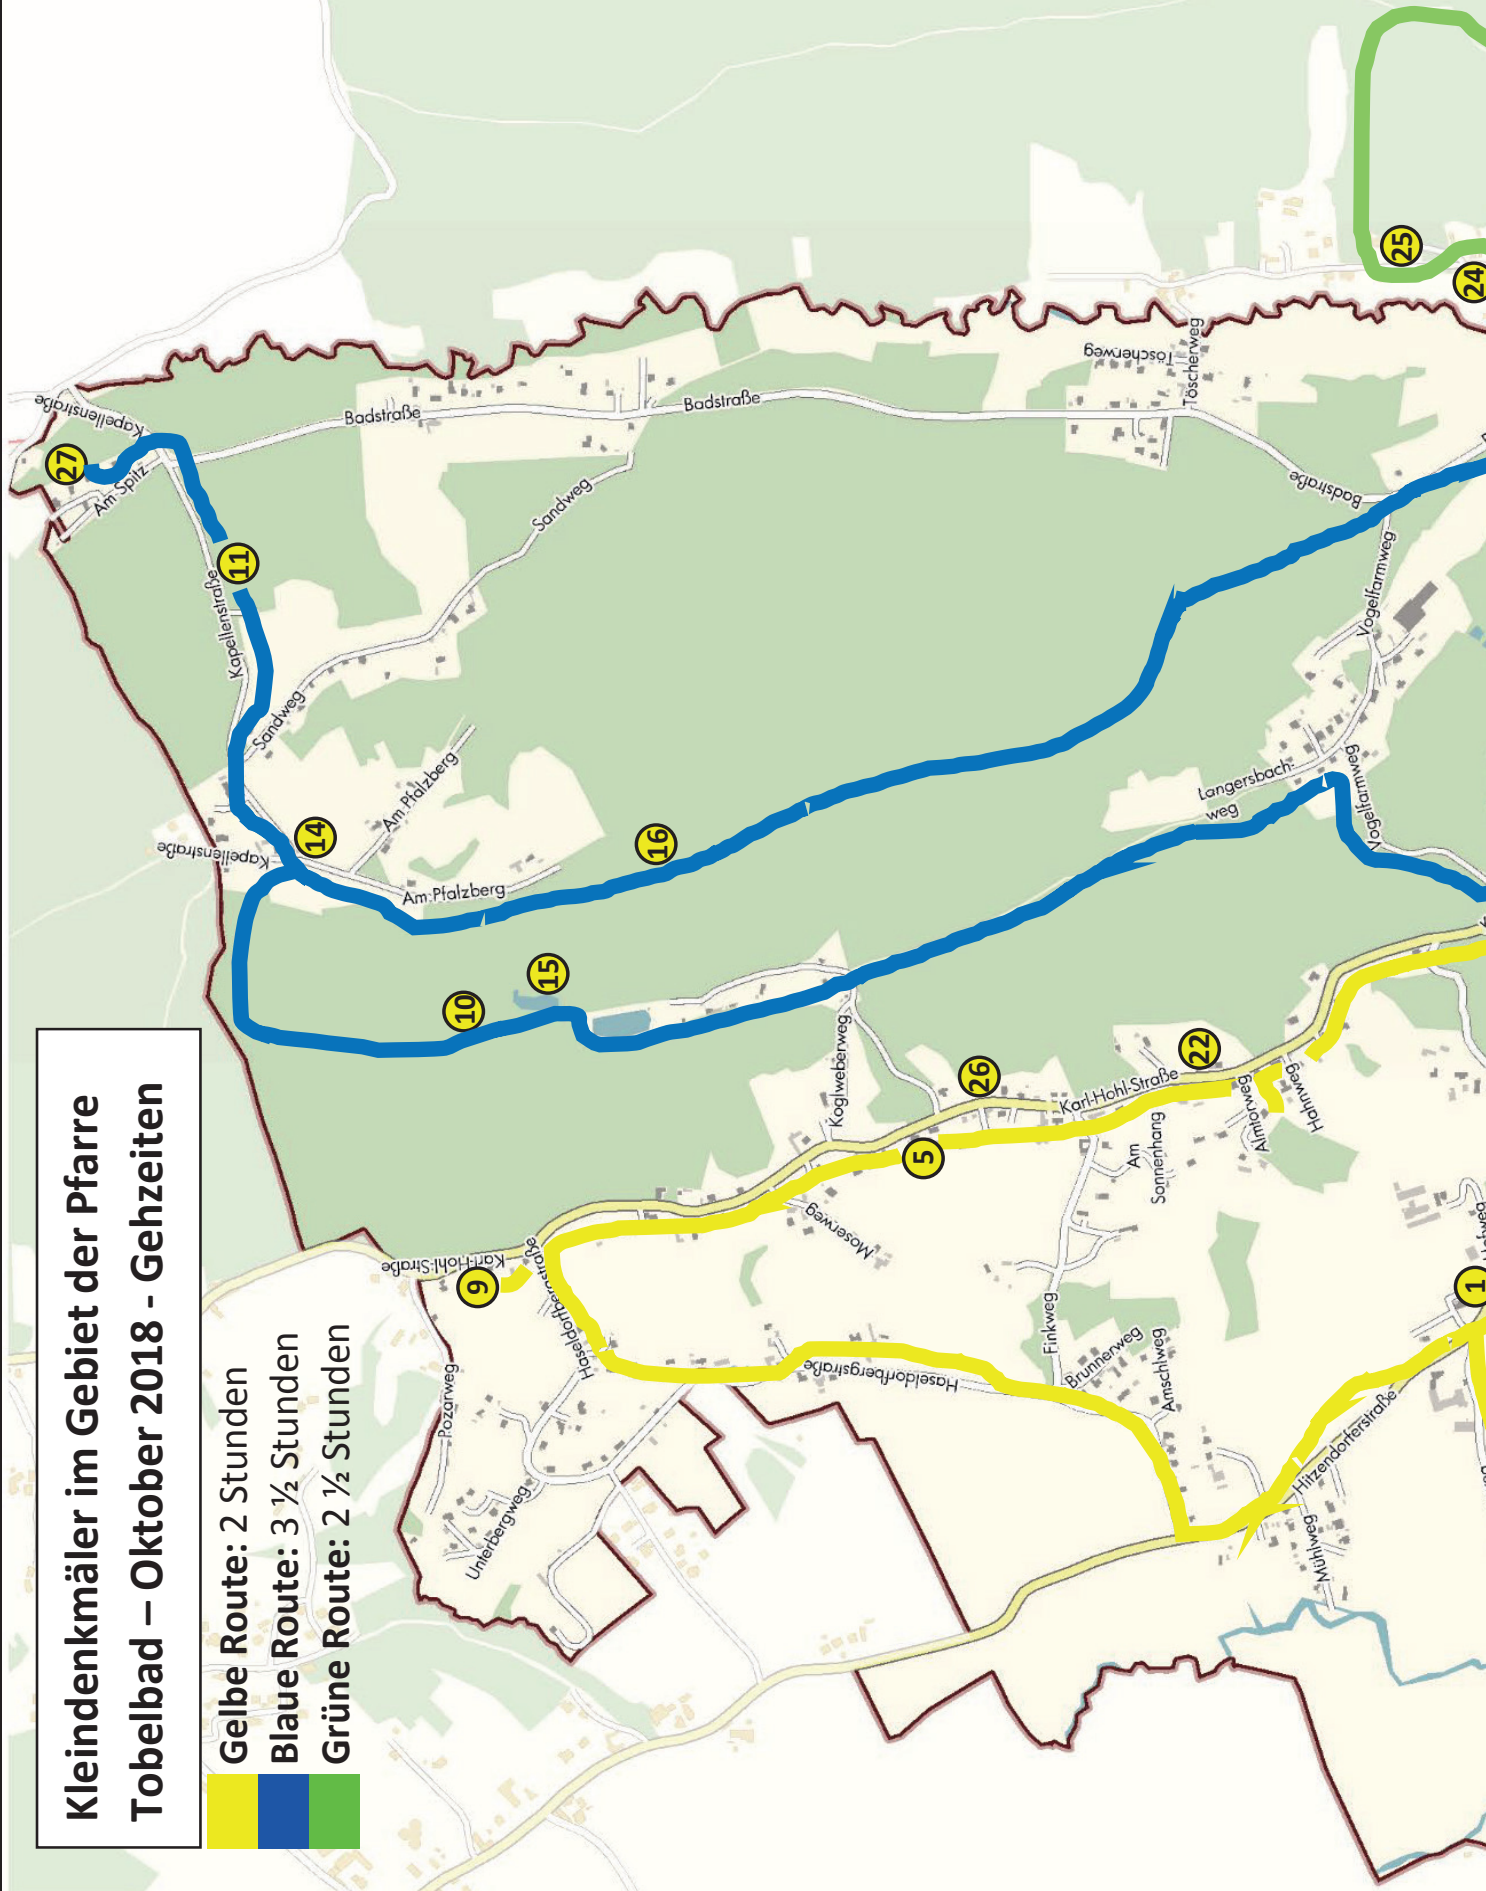 Kleindenkmäler im Gebiet der Pfarre
Tobelbad – Oktober 2018 - Gehzeiten
Gelbe Route: 2 Stunden
Blaue Route: 3 ½ Stunden
Grüne Route: 2 ½ Stunden
Kapellenstraße
27
Am Spitz
11
Kapellenstraße
Badstraße
Sandweg
Sandweg
Badstraße
Kapellenstraße
14
Am Pfalzberg
Am Pfalzberg
16
10
15
Töscherweg
Töscherweg
25
24
Badstraße
Vogelfarmweg
Langersbach-
weg
Vogelfarmweg
Koglweberweg
26
22
Karl-Hohl-Straße
5
Am
Sonnenhang
Almtorweg
Hahnweg
Karl-Hohl-Straße
9
Haseldorfbergstraße
Moserweg
Pozarweg
Unterbergweg
Haseldorfbergstraße
Finkweg
Brunnerweg
Amschlweg
1
Hitzendorferstraße
Mühlweg